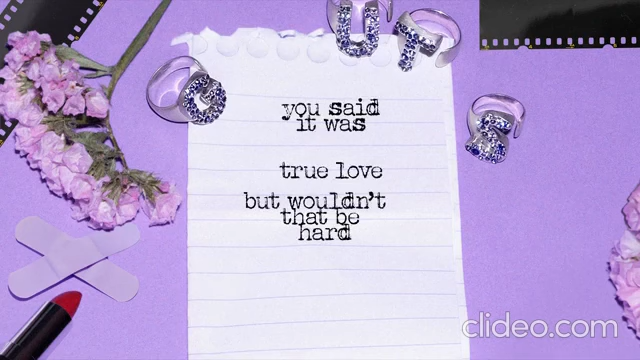 G U T S
you said
it was
true love
but wouldn't
that be
hard
clideo.com